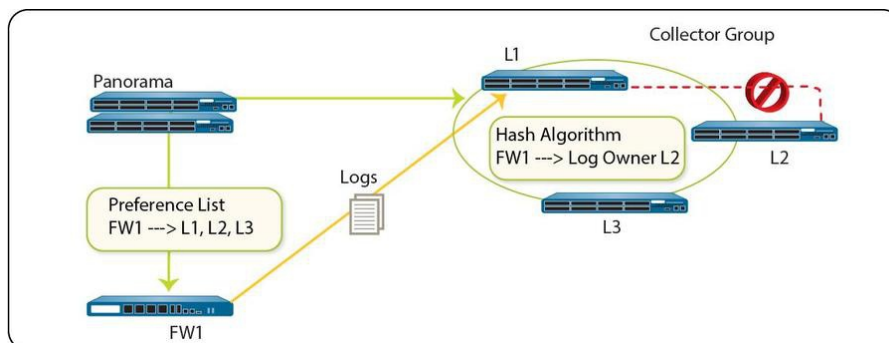 Collector Group
L1
Panorama
Hash Algorithm
FW1 ---> Log Owner L2
L2
Logs
Preference List
FW1 ---> L1, L2, L3
L3
FW1